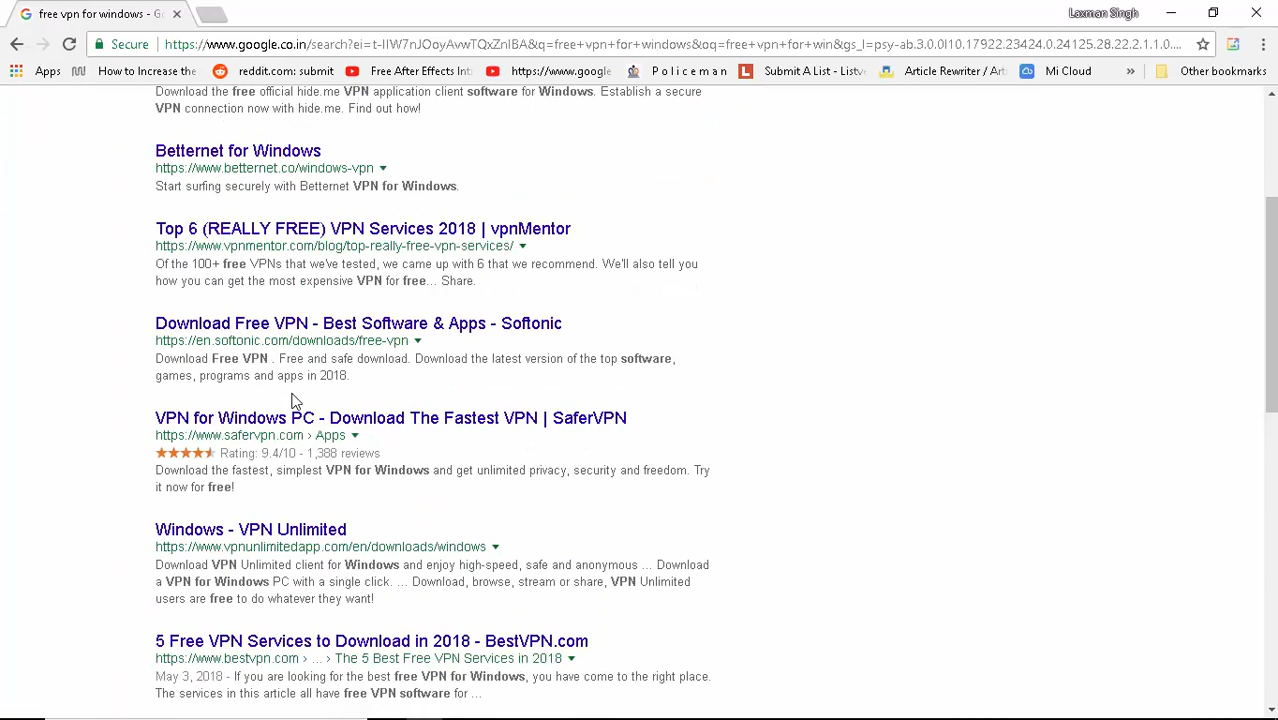 free vpn for windows - Go
Laxman Singh
Secure
https://www.google.co.in/search?ei=t-IIW7nJOoyAvwTQxZnIBA&q=free+vpn+for+windows&oq=free+vpn+for+win&gs_l=psy-ab.3.0.0l10.17922.23424.0.24125.28.22.2.1.1.0....
Apps
How to Increase the
reddit.com: submit
Free After Effects Int
https://www.google
P o l i c e m a n
Submit A List - Listv
Article Rewriter / Art
Mi Cloud
»
Other bookmarks
Download the free official hide.me VPN application client software for Windows. Establish a secure
VPN connection now with hide.me. Find out how!
Betternet for Windows
https://www.betternet.co/windows-vpn
Start surfing securely with Betternet VPN for Windows.
Top 6 (REALLY FREE) VPN Services 2018 | vpnMentor
https://www.vpnmentor.com/blog/top-really-free-vpn-services/
Of the 100+ free VPNs that we've tested, we came up with 6 that we recommend. We'll also tell you
how you can get the most expensive VPN for free... Share.
Download Free VPN - Best Software & Apps - Softonic
https://en.softonic.com/downloads/free-vpn
Download Free VPN . Free and safe download. Download the latest version of the top software,
games, programs and apps in 2018.
VPN for Windows PC - Download The Fastest VPN | SaferVPN
https://www.safervpn.com › Apps
Rating: 9.4/10 - 1,388 reviews
Download the fastest, simplest VPN for Windows and get unlimited privacy, security and freedom. Try
it now for free!
Windows - VPN Unlimited
https://www.vpnunlimitedapp.com/en/downloads/windows
Download VPN Unlimited client for Windows and enjoy high-speed, safe and anonymous ... Download
a VPN for Windows PC with a single click. ... Download, browse, stream or share, VPN Unlimited
users are free to do whatever they want!
5 Free VPN Services to Download in 2018 - BestVPN.com
https://www.bestvpn.com › ... › The 5 Best Free VPN Services in 2018
May 3, 2018 - If you are looking for the best free VPN for Windows, you have come to the right place.
The services in this article all have free VPN software for ...